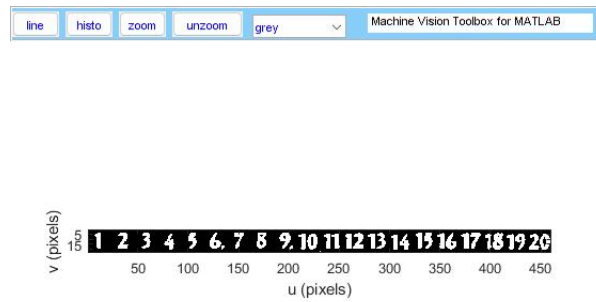 line histo zoom unzoom grey Machine Vision Toolbox for MATLAB
v (pixels)
5
15
1 2 3 4 5 6. 7 8 9. 10 11 12 13 14 15 16 17 18 19 20
50 100 150 200 250 300 350 400 450
u (pixels)